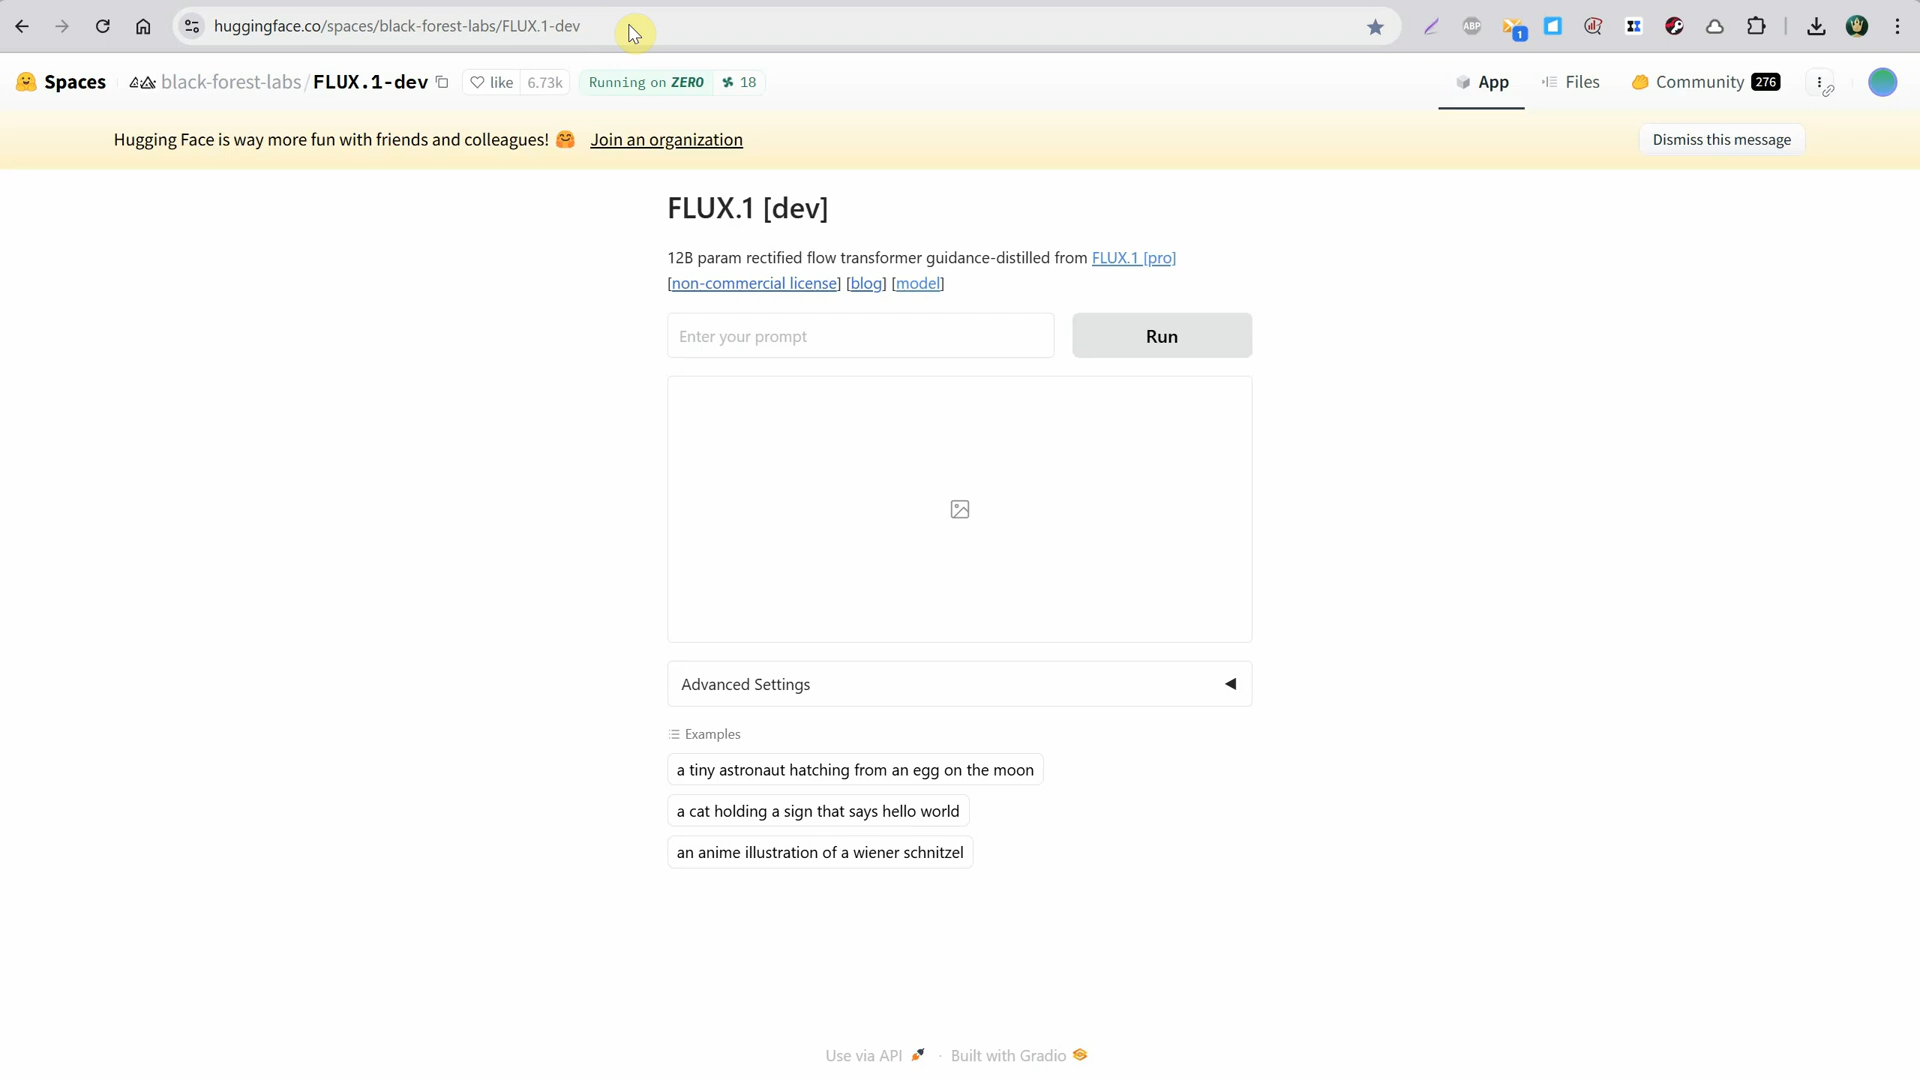 huggingface.co/spaces/black-forest-labs/FLUX.1-dev
ABP
1
Spaces black-forest-labs/FLUX.1-dev like 6.73k Running on ZERO 18 App Files Community 276
Hugging Face is way more fun with friends and colleagues! Join an organization Dismiss this message
FLUX.1 [dev]
12B param rectified flow transformer guidance-distilled from FLUX.1 [pro]
[non-commercial license] [blog] [model]
Enter your prompt Run
Advanced Settings
Examples
a tiny astronaut hatching from an egg on the moon
a cat holding a sign that says hello world
an anime illustration of a wiener schnitzel
Use via API · Built with Gradio